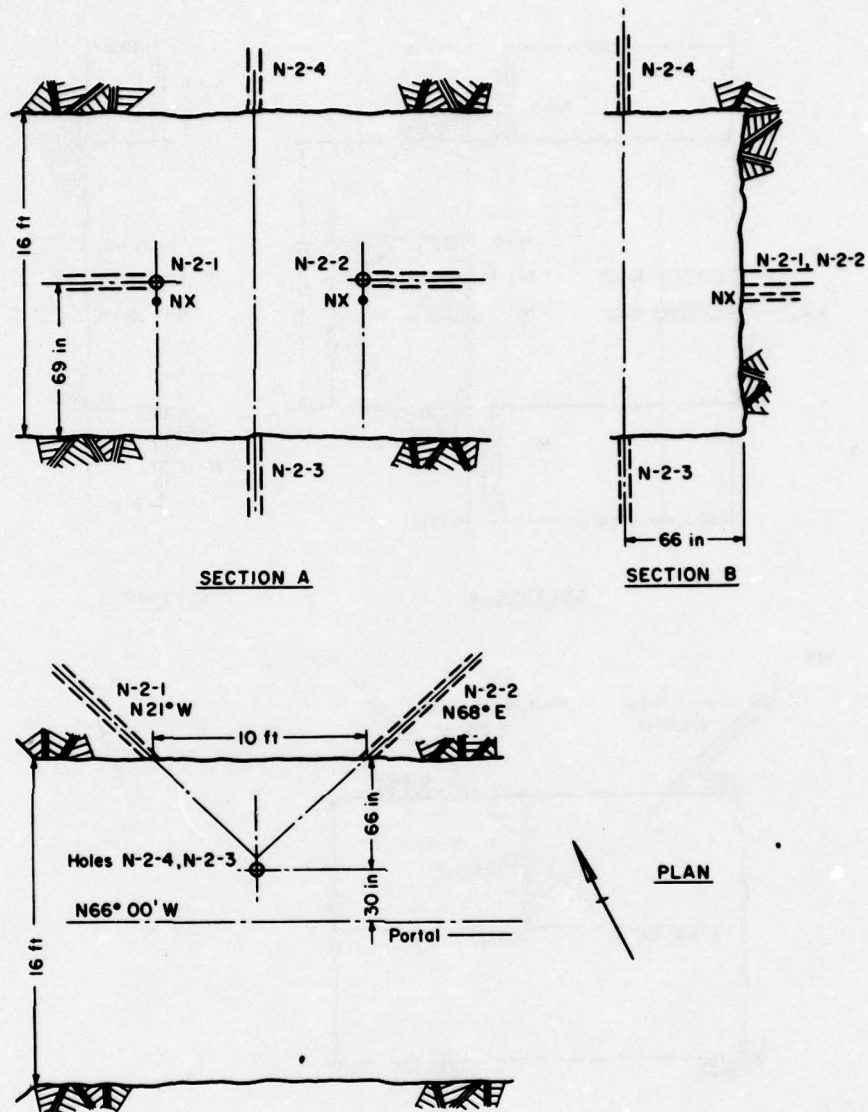 N-2-4
N-2-4
16 ft
N-2-1
NX
N-2-2
NX
69 in
N-2-1, N-2-2
NX
N-2-3
N-2-3
66 in
SECTION A
SECTION B
N-2-1
N21° W
N-2-2
N68° E
10 ft
66 in
Holes N-2-4, N-2-3
30 in
N66° 00' W
Portal
PLAN
16 ft